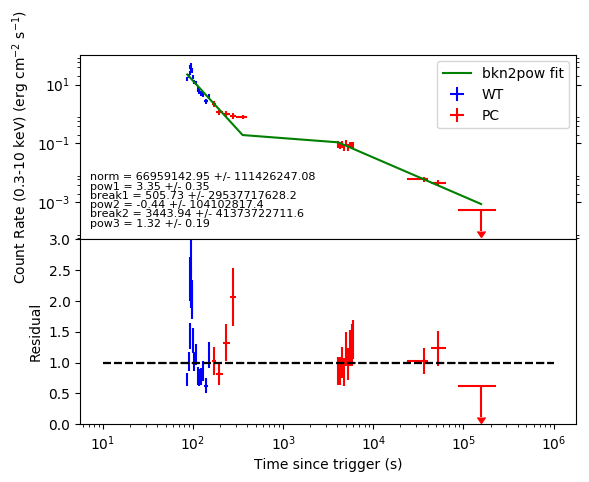 Count Rate (0.3-10 keV) (erg cm⁻² s⁻¹)
10¹
10⁻¹
10⁻³
bkn2pow fit
WT
PC
norm = 66959142.95 +/- 111426247.08
pow1 = 3.35 +/- 0.35
break1 = 505.73 +/- 29537717628.2
pow2 = -0.44 +/- 104102817.4
break2 = 3443.94 +/- 41373722711.6
pow3 = 1.32 +/- 0.19
Residual
3.0
2.5
2.0
1.5
1.0
0.5
0.0
10¹ 10² 10³ 10⁴ 10⁵ 10⁶
Time since trigger (s)